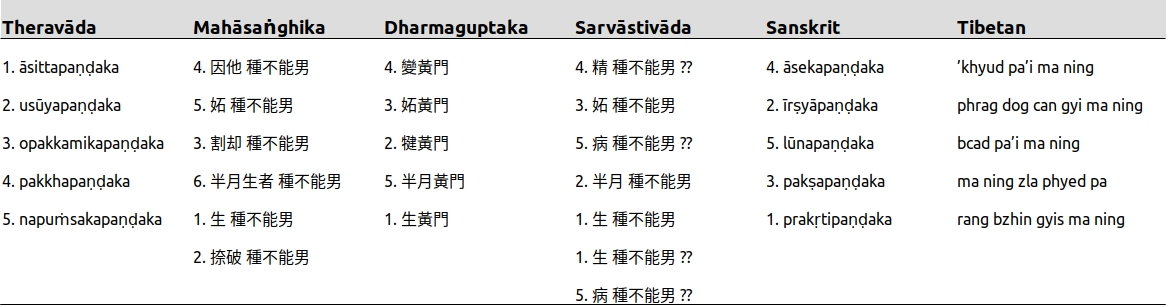 Theravāda Mahāsaṅghika Dharmaguptaka Sarvāstivāda Sanskrit Tibetan
1. āsittapaṇḍaka 4. 因他 種不能男 4. 變黃門 4. 精 種不能男 ?? 4. āsekapaṇḍaka ’khyud pa’i ma ning
2. usūyapaṇḍaka 5. 妬 種不能男 3. 妬黃門 3. 妬 種不能男 2. īrṣyāpaṇḍaka phrag dog can gyi ma ning
3. opakkamikapaṇḍaka 3. 割却 種不能男 2. 犍黃門 5. 病 種不能男 ?? 5. lūnapaṇḍaka bcad pa’i ma ning
4. pakkhapaṇḍaka 6. 半月生者 種不能男 5. 半月黃門 2. 半月 種不能男 3. pakṣapaṇḍaka ma ning zla phyed pa
5. napuṁsakapaṇḍaka 1. 生 種不能男 1. 生黃門 1. 生 種不能男 1. prakṛtipaṇḍaka rang bzhin gyis ma ning
2. 捺破 種不能男 1. 生 種不能男 ??
5. 病 種不能男 ??